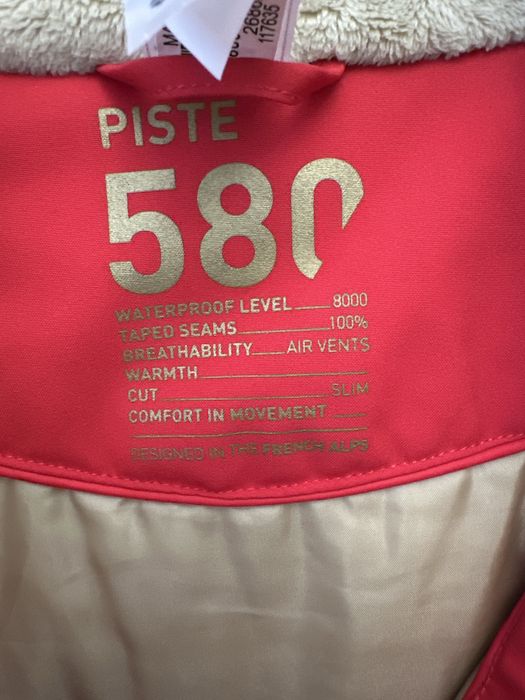 117635
PISTE
580
WATERPROOF LEVEL 8000
TAPED SEAMS 100%
BREATHABILITY AIR VENTS
WARMTH
CUT SLIM
COMFORT IN MOVEMENT
DESIGNED IN THE FRENCH ALPS